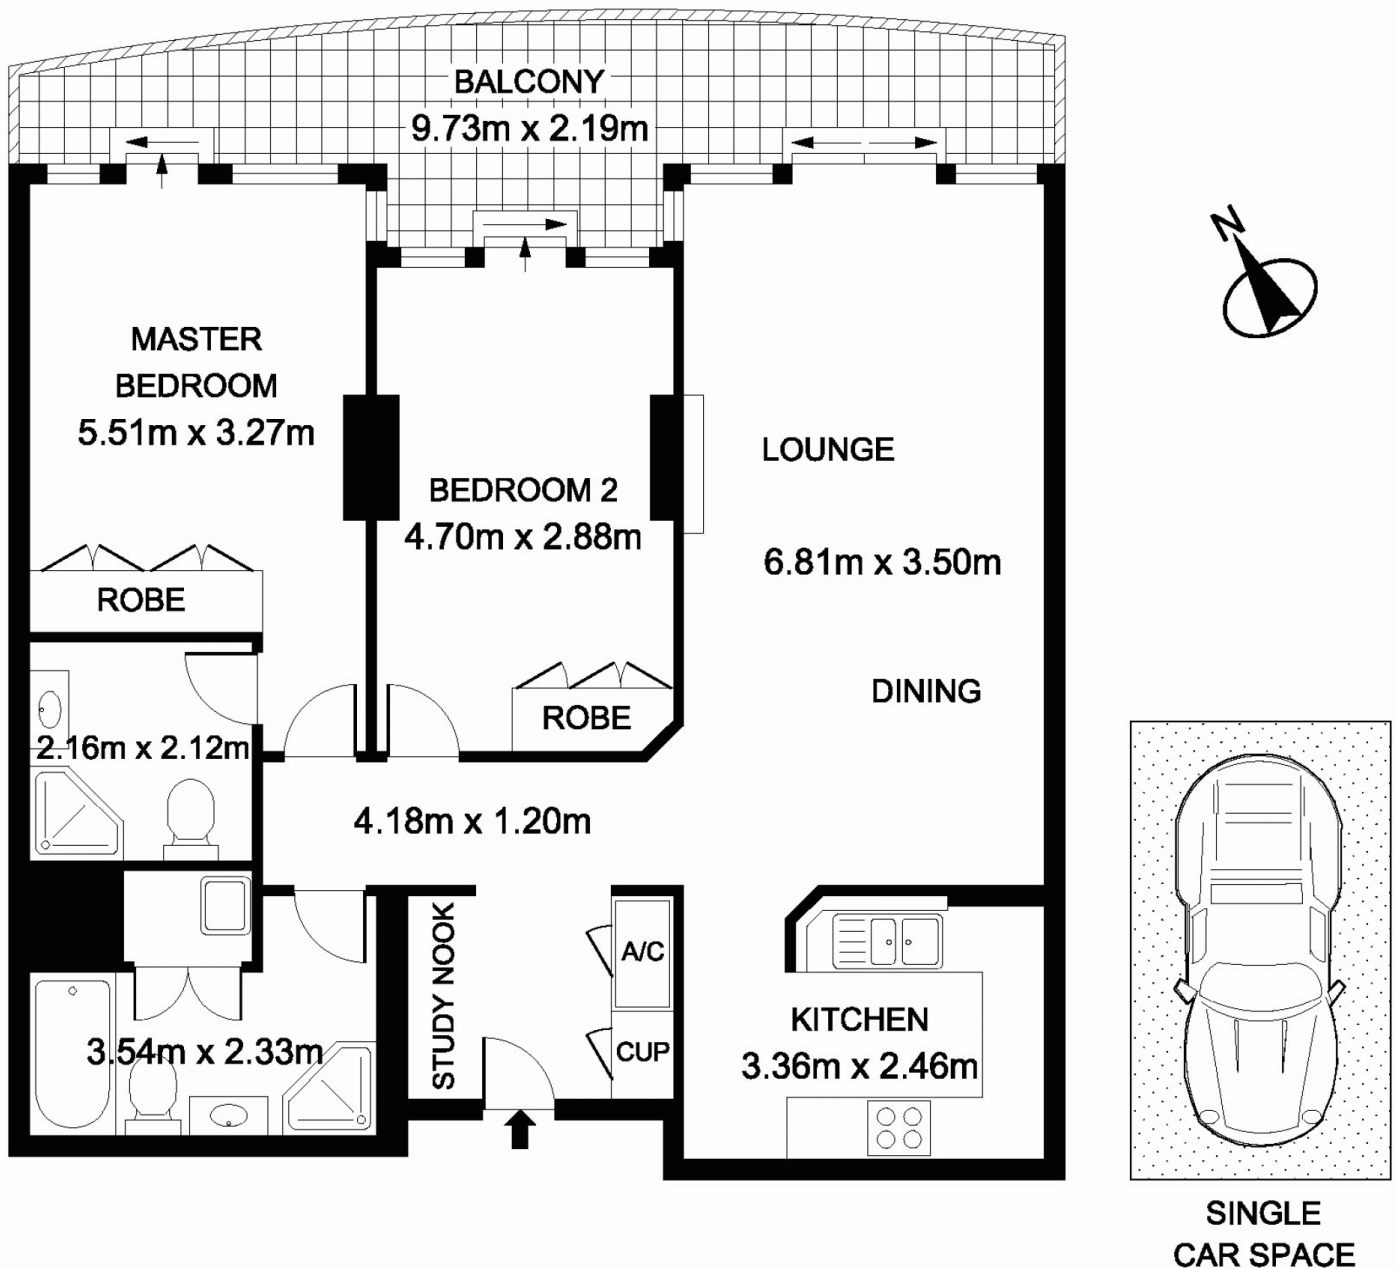 BALCONY
9.73m x 2.19m
N
MASTER
BEDROOM
5.51m x 3.27m
LOUNGE
BEDROOM 2
4.70m x 2.88m
6.81m x 3.50m
ROBE
DINING
ROBE
2.16m x 2.12m
4.18m x 1.20m
STUDY NOOK
A/C
KITCHEN
3.36m x 2.46m
CUP
3.54m x 2.33m
SINGLE
CAR SPACE